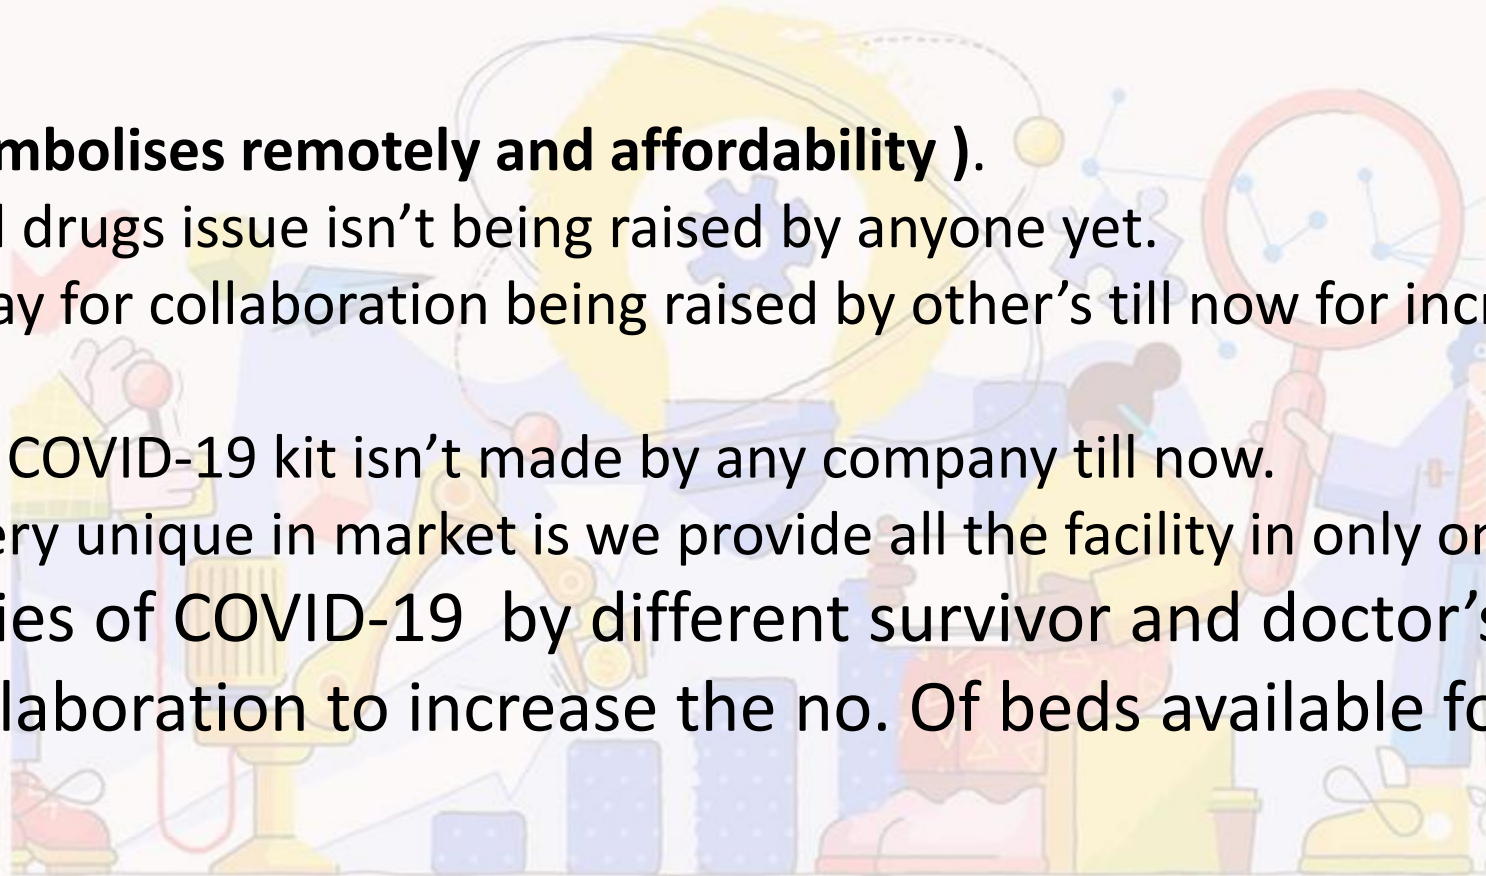 mbolises remotely and affordability ).
drugs issue isn’t being raised by anyone yet.
ay for collaboration being raised by other’s till now for incr
COVID-19 kit isn’t made by any company till now.
ery unique in market is we provide all the facility in only on
ies of COVID-19  by different survivor and doctor’s
laboration to increase the no. Of beds available fo